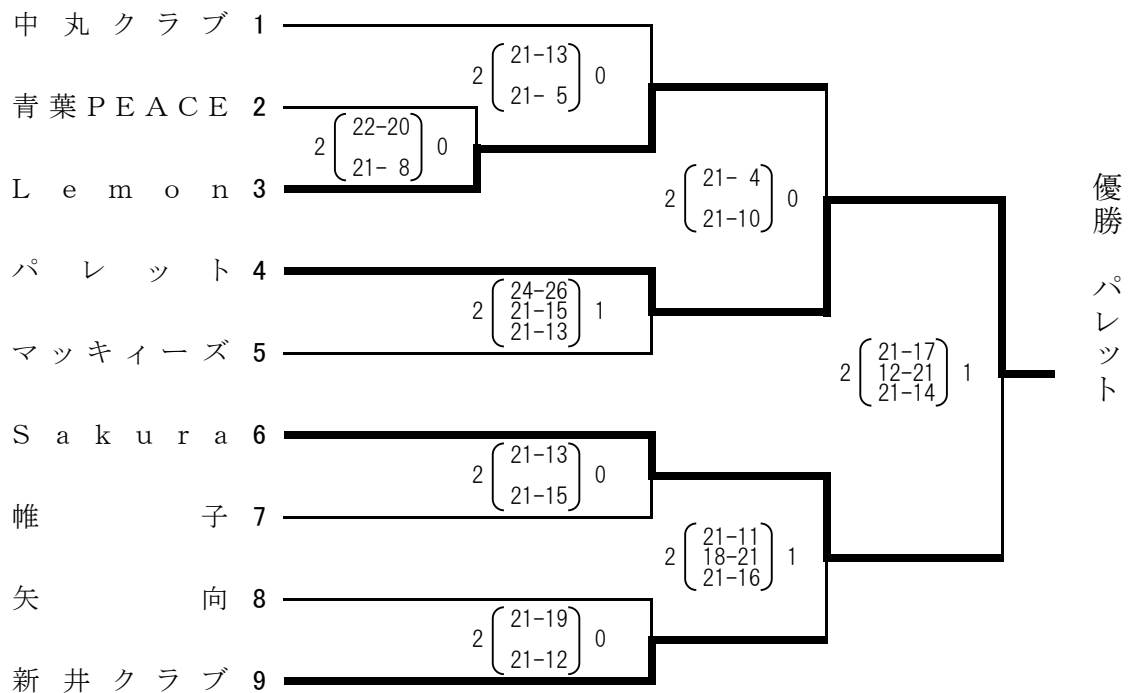 中丸クラブ 1
2 21-13 0
21- 5
青葉PEACE 2
2 22-20 0
21- 8
Lemon 3
2 21- 4 0
21-10
パレット 4
2 24-26 1
21-15
21-13
マッキィーズ 5
2 21-17 1
12-21
21-14
優勝 パレット
Sakura 6
2 21-13 0
21-15
帷子 7
2 21-11 1
18-21
21-16
矢向 8
2 21-19 0
21-12
新井クラブ 9